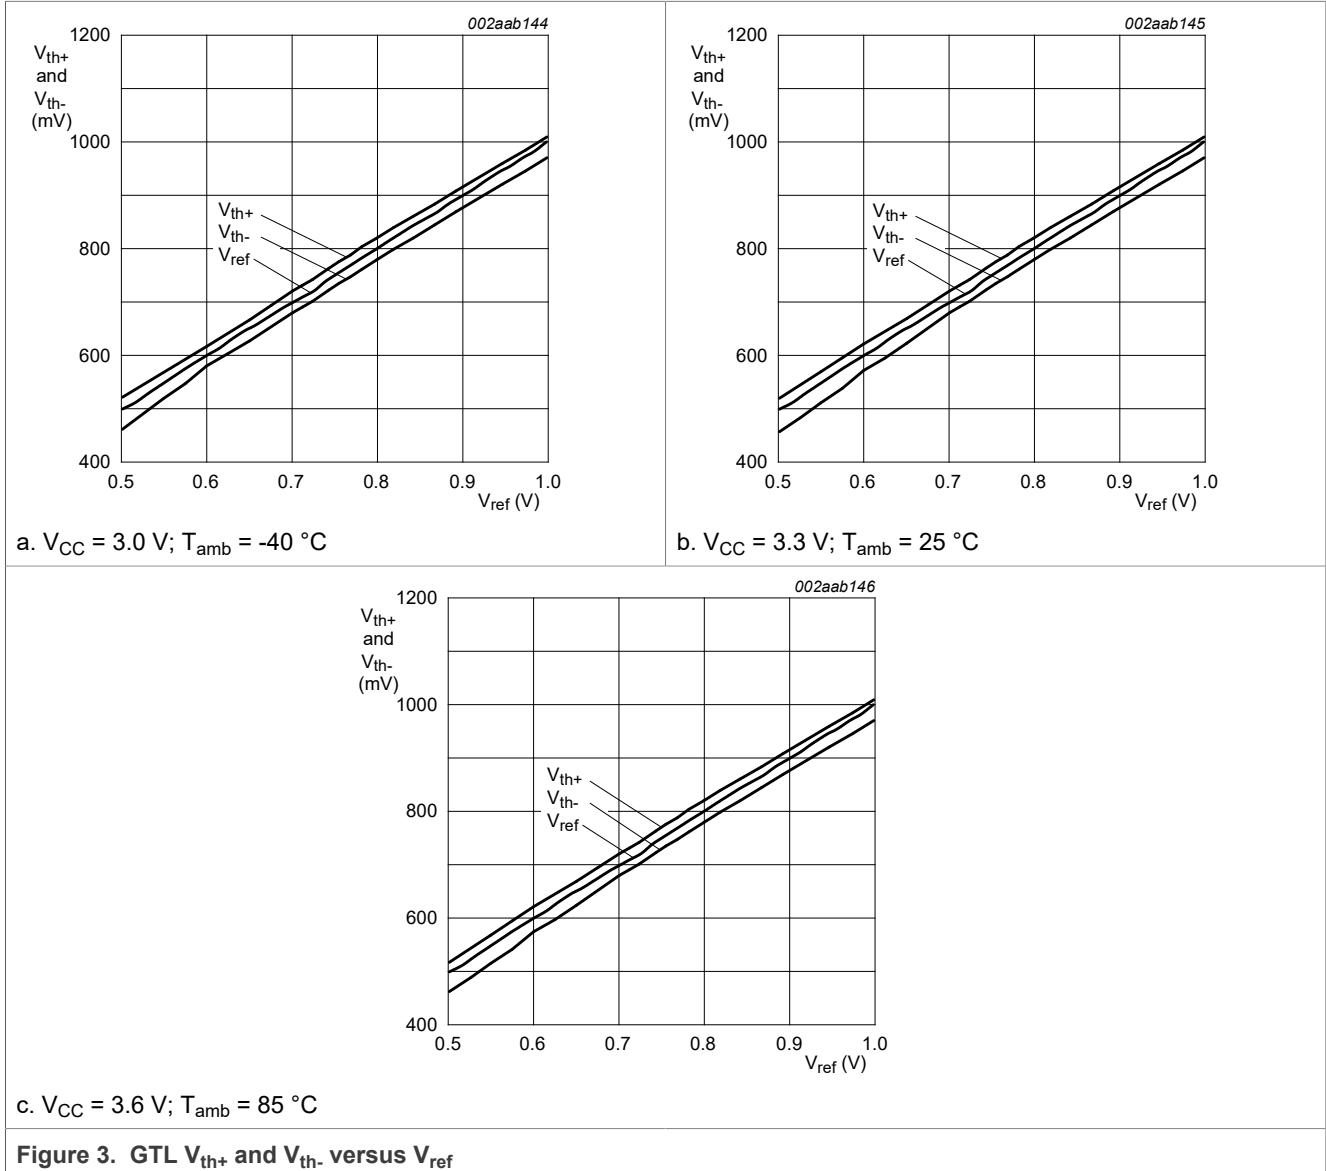 002aab144
1200
Vth+
and
Vth-
(mV)
1000
800
600
400
Vth+
Vth-
Vref
0.5 0.6 0.7 0.8 0.9 1.0
Vref (V)
a. VCC = 3.0 V; Tamb = -40 °C
002aab145
1200
Vth+
and
Vth-
(mV)
1000
800
600
400
Vth+
Vth-
Vref
0.5 0.6 0.7 0.8 0.9 1.0
Vref (V)
b. VCC = 3.3 V; Tamb = 25 °C
002aab146
1200
Vth+
and
Vth-
(mV)
1000
800
600
400
Vth+
Vth-
Vref
0.5 0.6 0.7 0.8 0.9 1.0
Vref (V)
c. VCC = 3.6 V; Tamb = 85 °C
Figure 3. GTL Vth+ and Vth- versus Vref